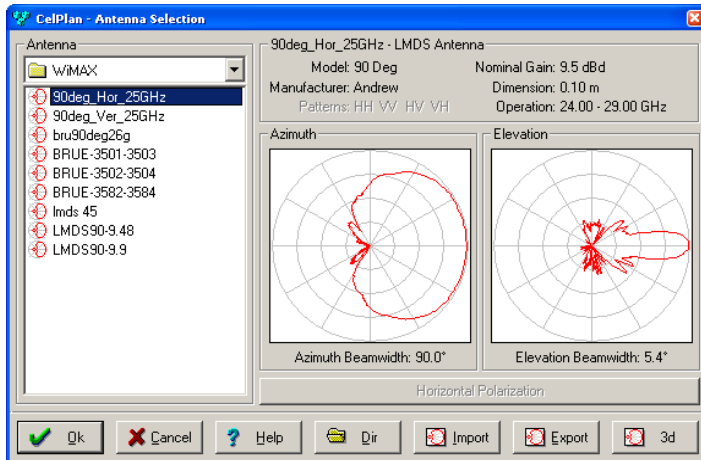 CelPlan - Antenna Selection
Antenna
WiMAX
90deg_Hor_25GHz
90deg_Ver_25GHz
bru90deg26g
BRUE-3501-3503
BRUE-3502-3504
BRUE-3582-3584
lmds 45
LMDS90-9.48
LMDS90-9.9
90deg_Hor_25GHz - LMDS Antenna
Model: 90 Deg Nominal Gain: 9.5 dBd
Manufacturer: Andrew Dimension: 0.10 m
Patterns: HH VV HV VH Operation: 24.00 - 29.00 GHz
Azimuth
Azimuth Beamwidth: 90.0°
Elevation
Elevation Beamwidth: 5.4°
Horizontal Polarization
Ok Cancel Help Dir Import Export 3d